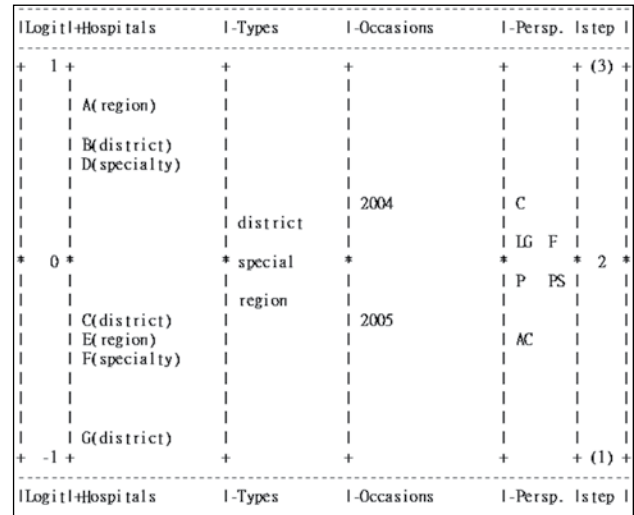 |Logit|+Hospitals |-Types |-Occasions |-Persp. |step |
+ 1 + + + + (3) +
| | A(region) | | | |
| | B(district) | | | |
| | D(specialty) | | | |
| | | | 2004 | C | |
| | | district | | | |
| | | | | LG F | |
* 0 * * special * * * 2 *
| | | | | P PS | |
| | | region | | | |
| | C(district) | | 2005 | | |
| | E(region) | | | AC | |
| | F(specialty) | | | | |
| | G(district) | | | | |
+ -1 + + + + + (1) +
|Logit|+Hospitals |-Types |-Occasions |-Persp. |step |